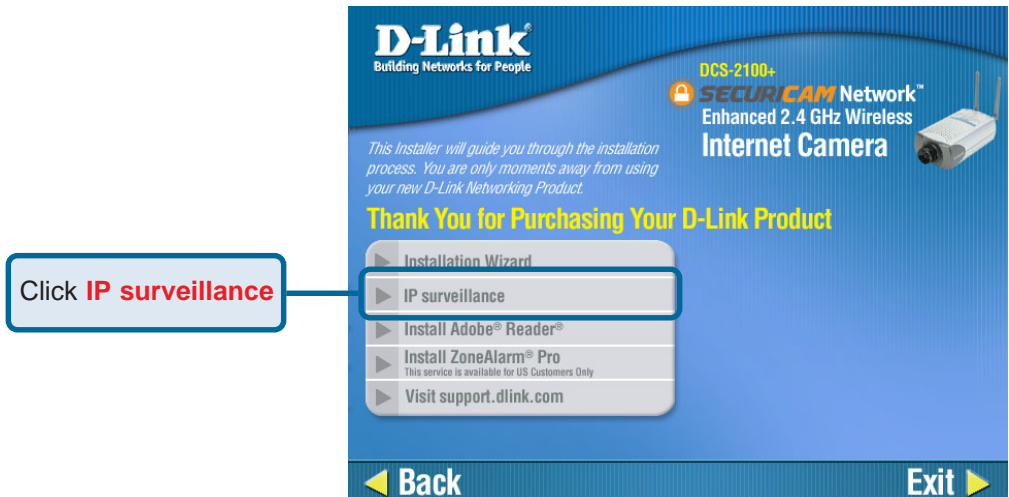 D-Link®
Building Networks for People
DCS-2100+
SECURICAM Network™
Enhanced 2.4 GHz Wireless
Internet Camera
This Installer will guide you through the installation
process. You are only moments away from using
your new D-Link Networking Product.
Thank You for Purchasing Your D-Link Product
Installation Wizard
Click IP surveillance
IP surveillance
Install Adobe® Reader®
Install ZoneAlarm® Pro
This service is available for US Customers Only
Visit support.dlink.com
Back
Exit